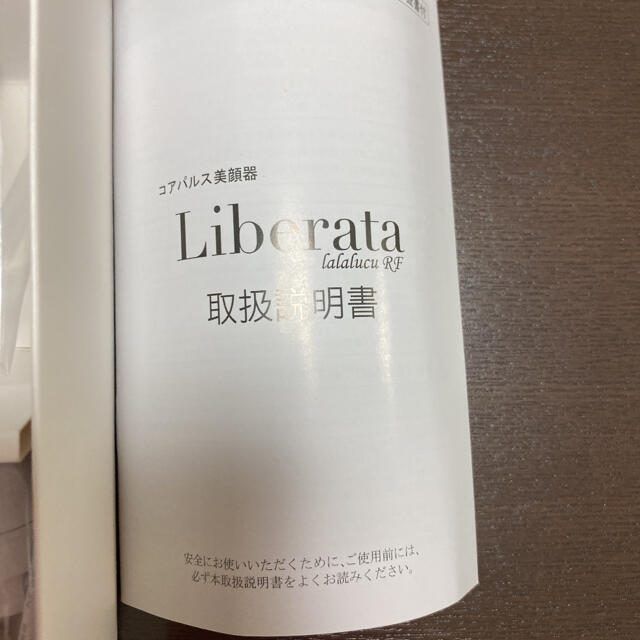 コアパルス美顔器
Liberata
lalalucu RF
取扱説明書
安全にお使いいただくために、ご使用前には、
必ず本取扱説明書をよくお読みください。